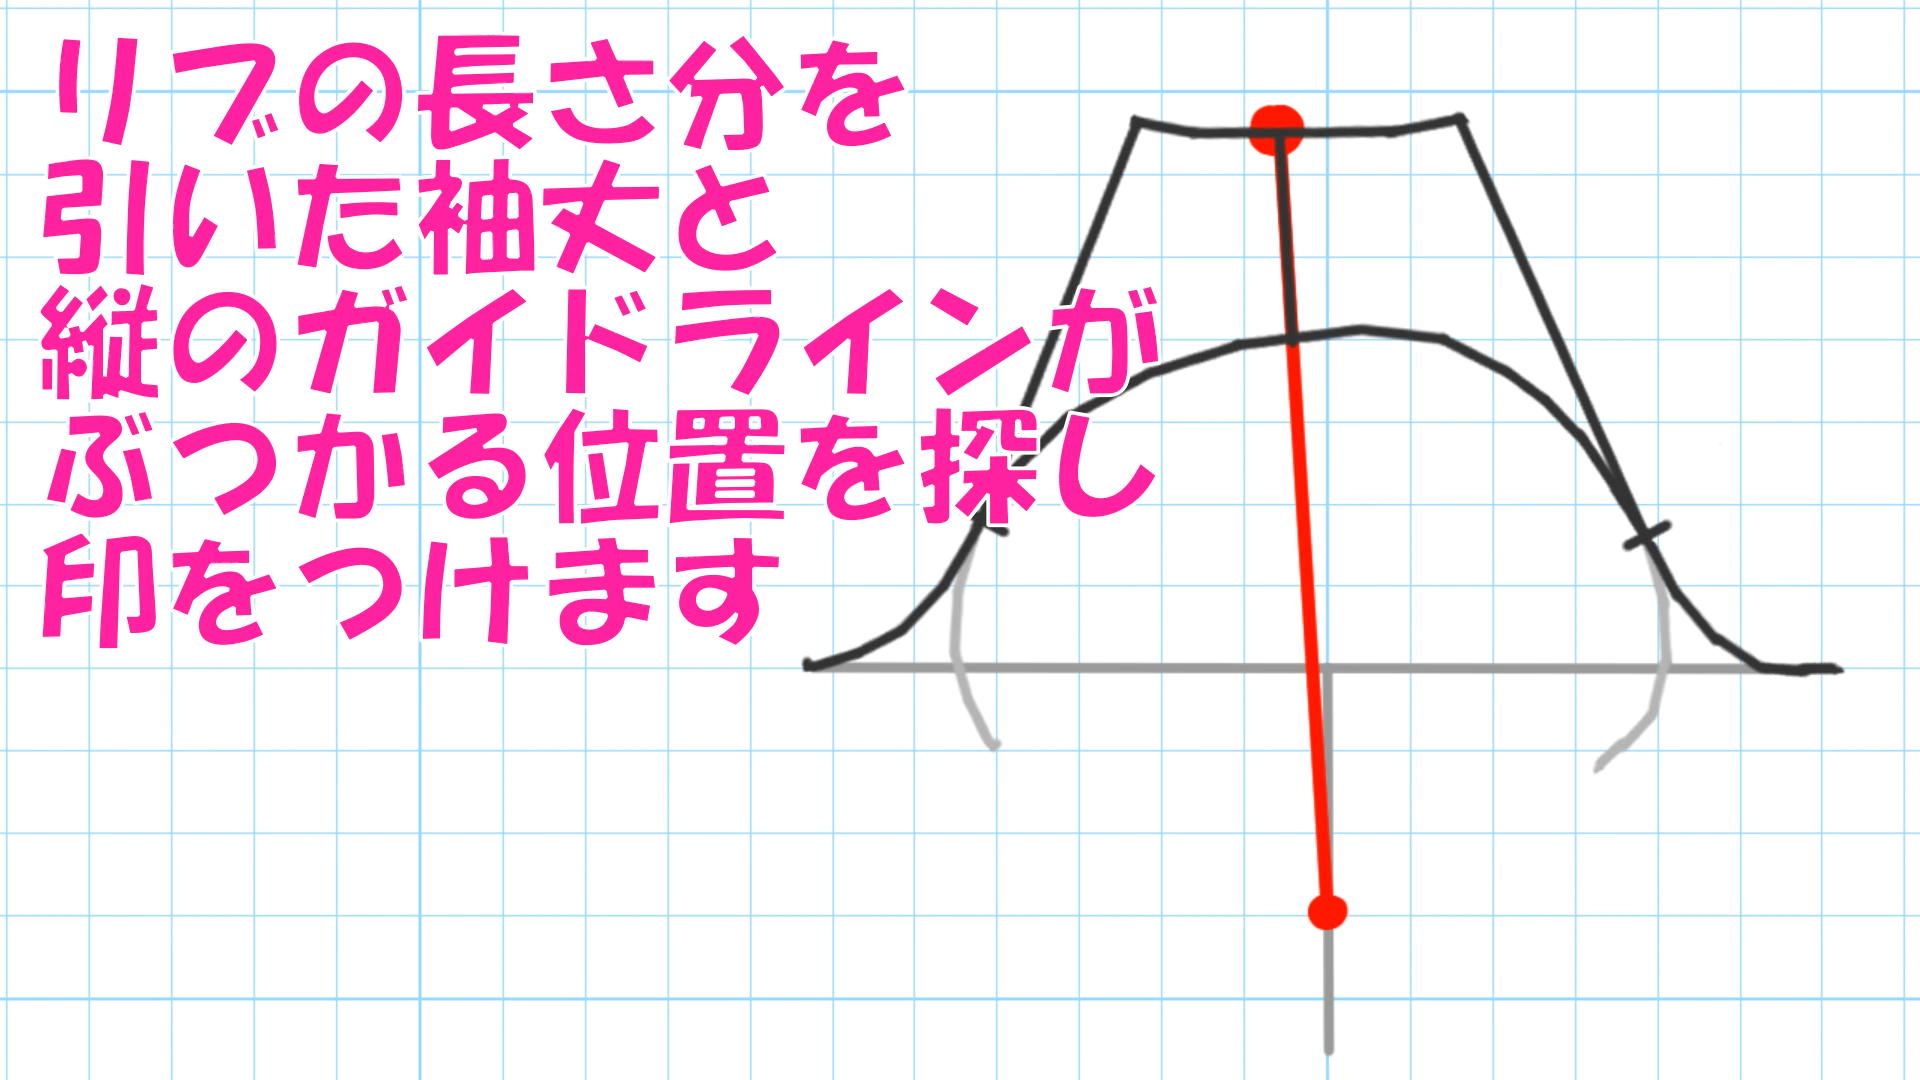 リブの長さ分を
引いた袖丈と
縦のガイドラインが
ぶつかる位置を探し
印をつけます